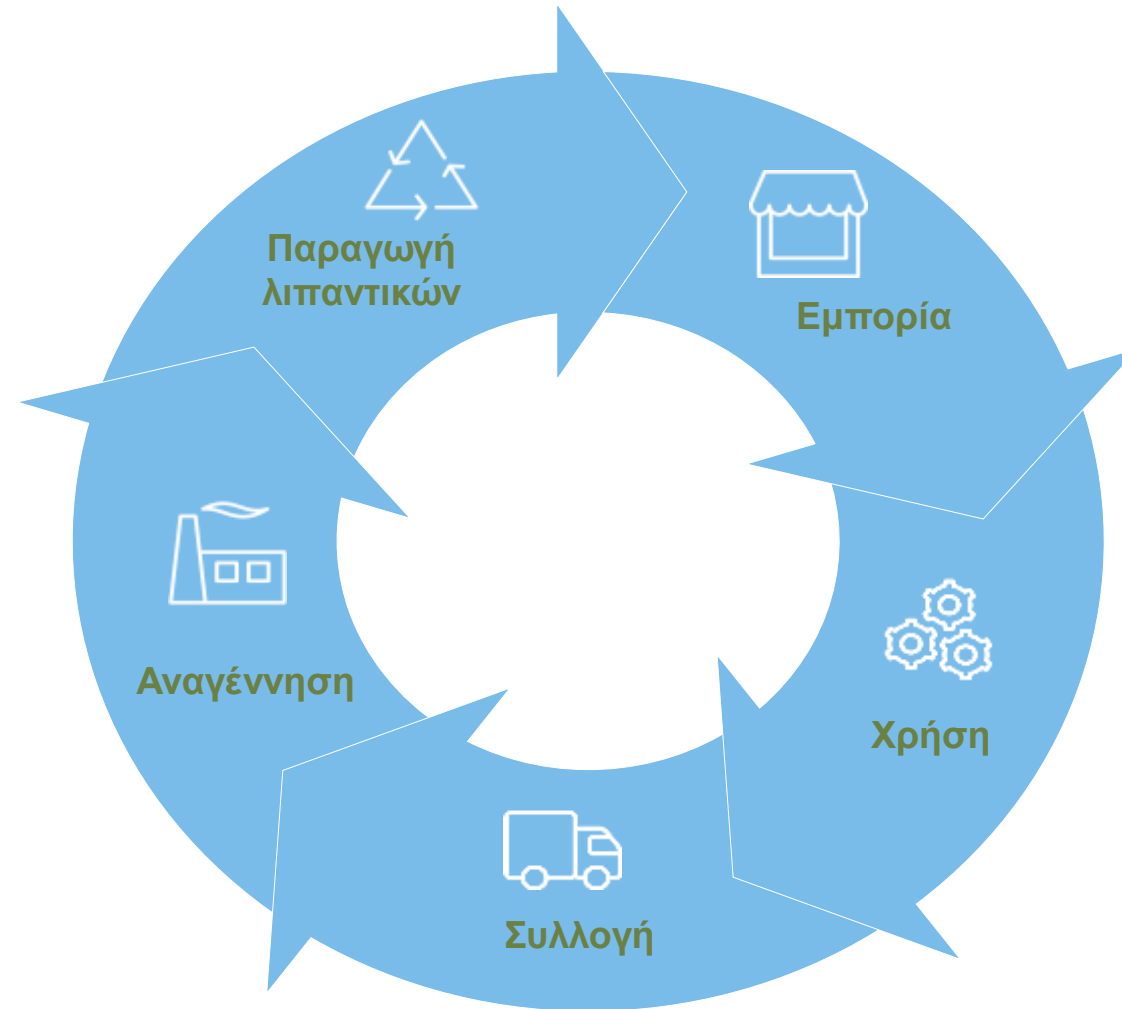 Παραγωγή
λιπαντικών
Εμπορία
Χρήση
Συλλογή
Αναγέννηση